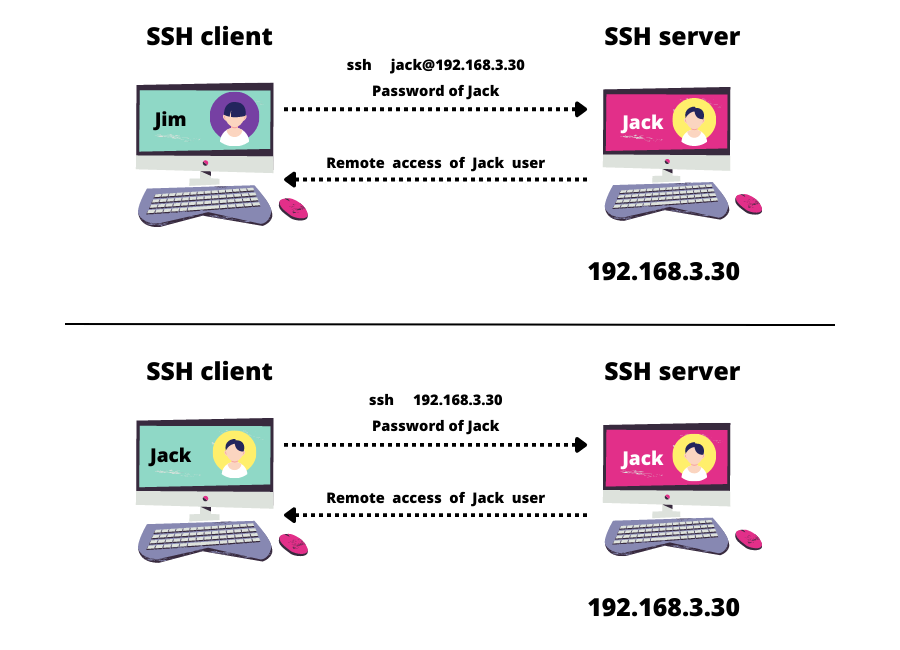 SSH client
SSH server
ssh jack@192.168.3.30
Password of Jack
Jim
Jack
Remote access of Jack user
192.168.3.30
SSH client
SSH server
ssh 192.168.3.30
Password of Jack
Jack
Jack
Remote access of Jack user
192.168.3.30